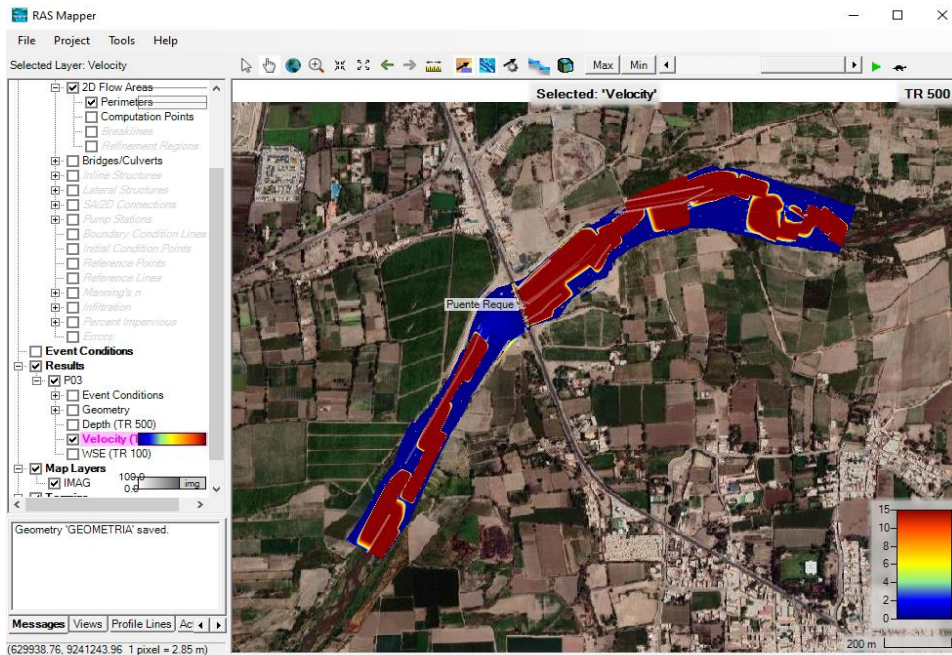 RAS Mapper
File Project Tools Help
Selected Layer: Velocity
Max Min
Selected: 'Velocity' TR 500
2D Flow Areas
Perimeters
Computation Points
Breaklines
Refinement Regions
Bridges/Culverts
Inline Structures
Lateral Structures
SA/2D Connections
Pump Stations
Boundary Condition Lines
Initial Condition Points
Reference Points
Reference Lines
Manning's n
Infiltration
Percent Impervious
Errors
Event Conditions
Results
P03
Event Conditions
Geometry
Depth (TR 500)
Velocity (T
WSE (TR 100)
Map Layers
IMAG 0.0 img
Puente Reque
Geometry 'GEOMETRIA' saved.
Messages Views Profile Lines Ac
(629938.76, 9241243.96 1 pixel = 2.85 m)
15
10
8
6
4
2
0
200 m